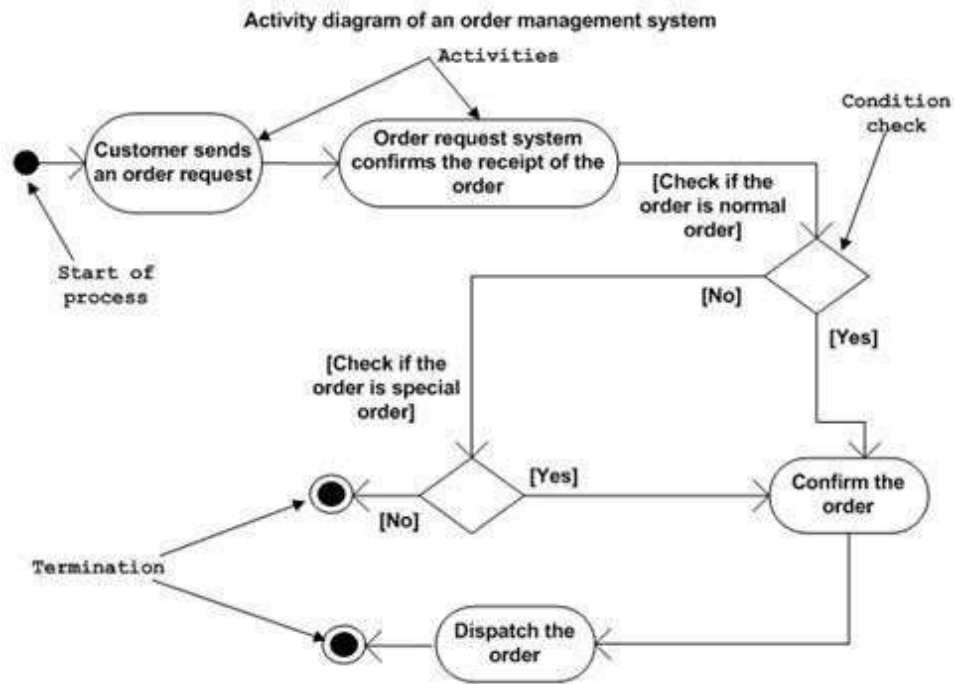 Activity diagram of an order management system
Activities
Condition
check
Customer sends
an order request
Order request system
confirms the receipt of the
order
[Check if the
order is normal
order]
Start of
process
[No]
[Yes]
[Check if the
order is special
order]
[Yes]
[No]
Confirm the
order
Termination
Dispatch the
order